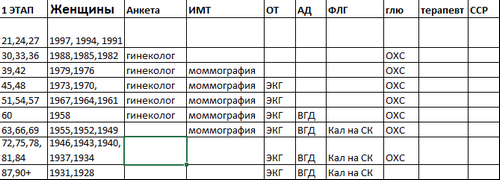 1 ЭТАП Женщины Анкета ИМТ ОТ АД ФЛГ глю терапевт ССР
21,24,27 1997, 1994, 1991
30,33,36 1988,1985,1982 гинеколог ОХС
39,42 1979,1976 гинеколог моммография ОХС
45,48 1973,1970, гинеколог моммография ЭКГ ОХС
51,54,57 1967,1964,1961 гинеколог моммография ЭКГ ОХС
60 1958 гинеколог моммография ЭКГ ВГД ОХС
63,66,69 1955,1952,1949 моммография ЭКГ ВГД Кал на СК ОХС
72,75,78, 1946,1943,1940,
81,84 1937,1934 ЭКГ ВГД Кал на СК ОХС
87,90+ 1931,1928 ЭКГ ВГД Кал на СК